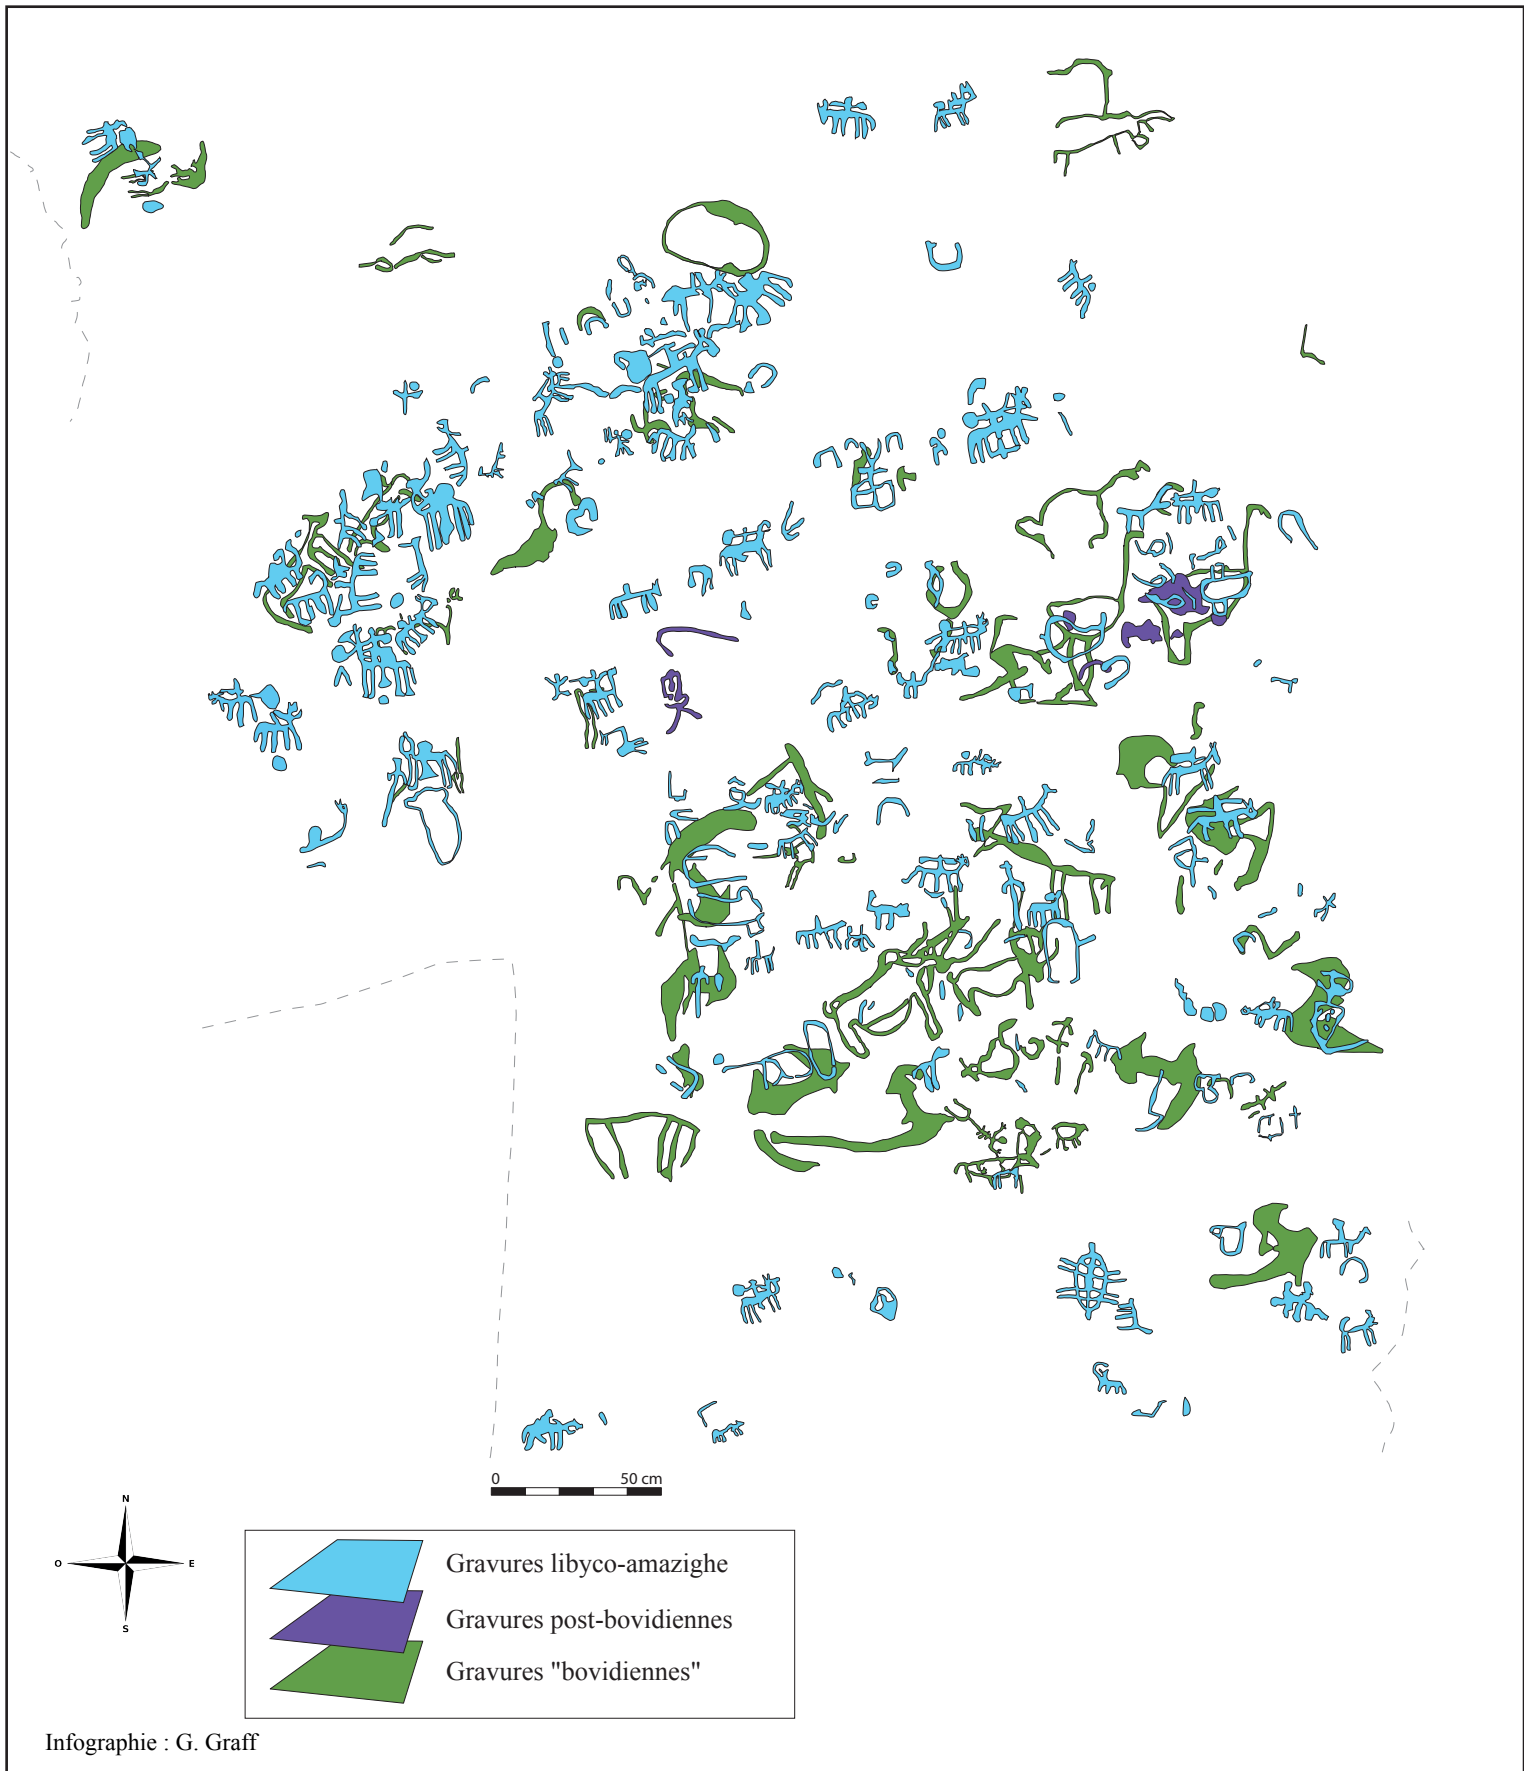 0 50 cm
N
O E
S
Gravures libyco-amazighe
Gravures post-bovidiennes
Gravures "bovidiennes"
Infographie : G. Graff